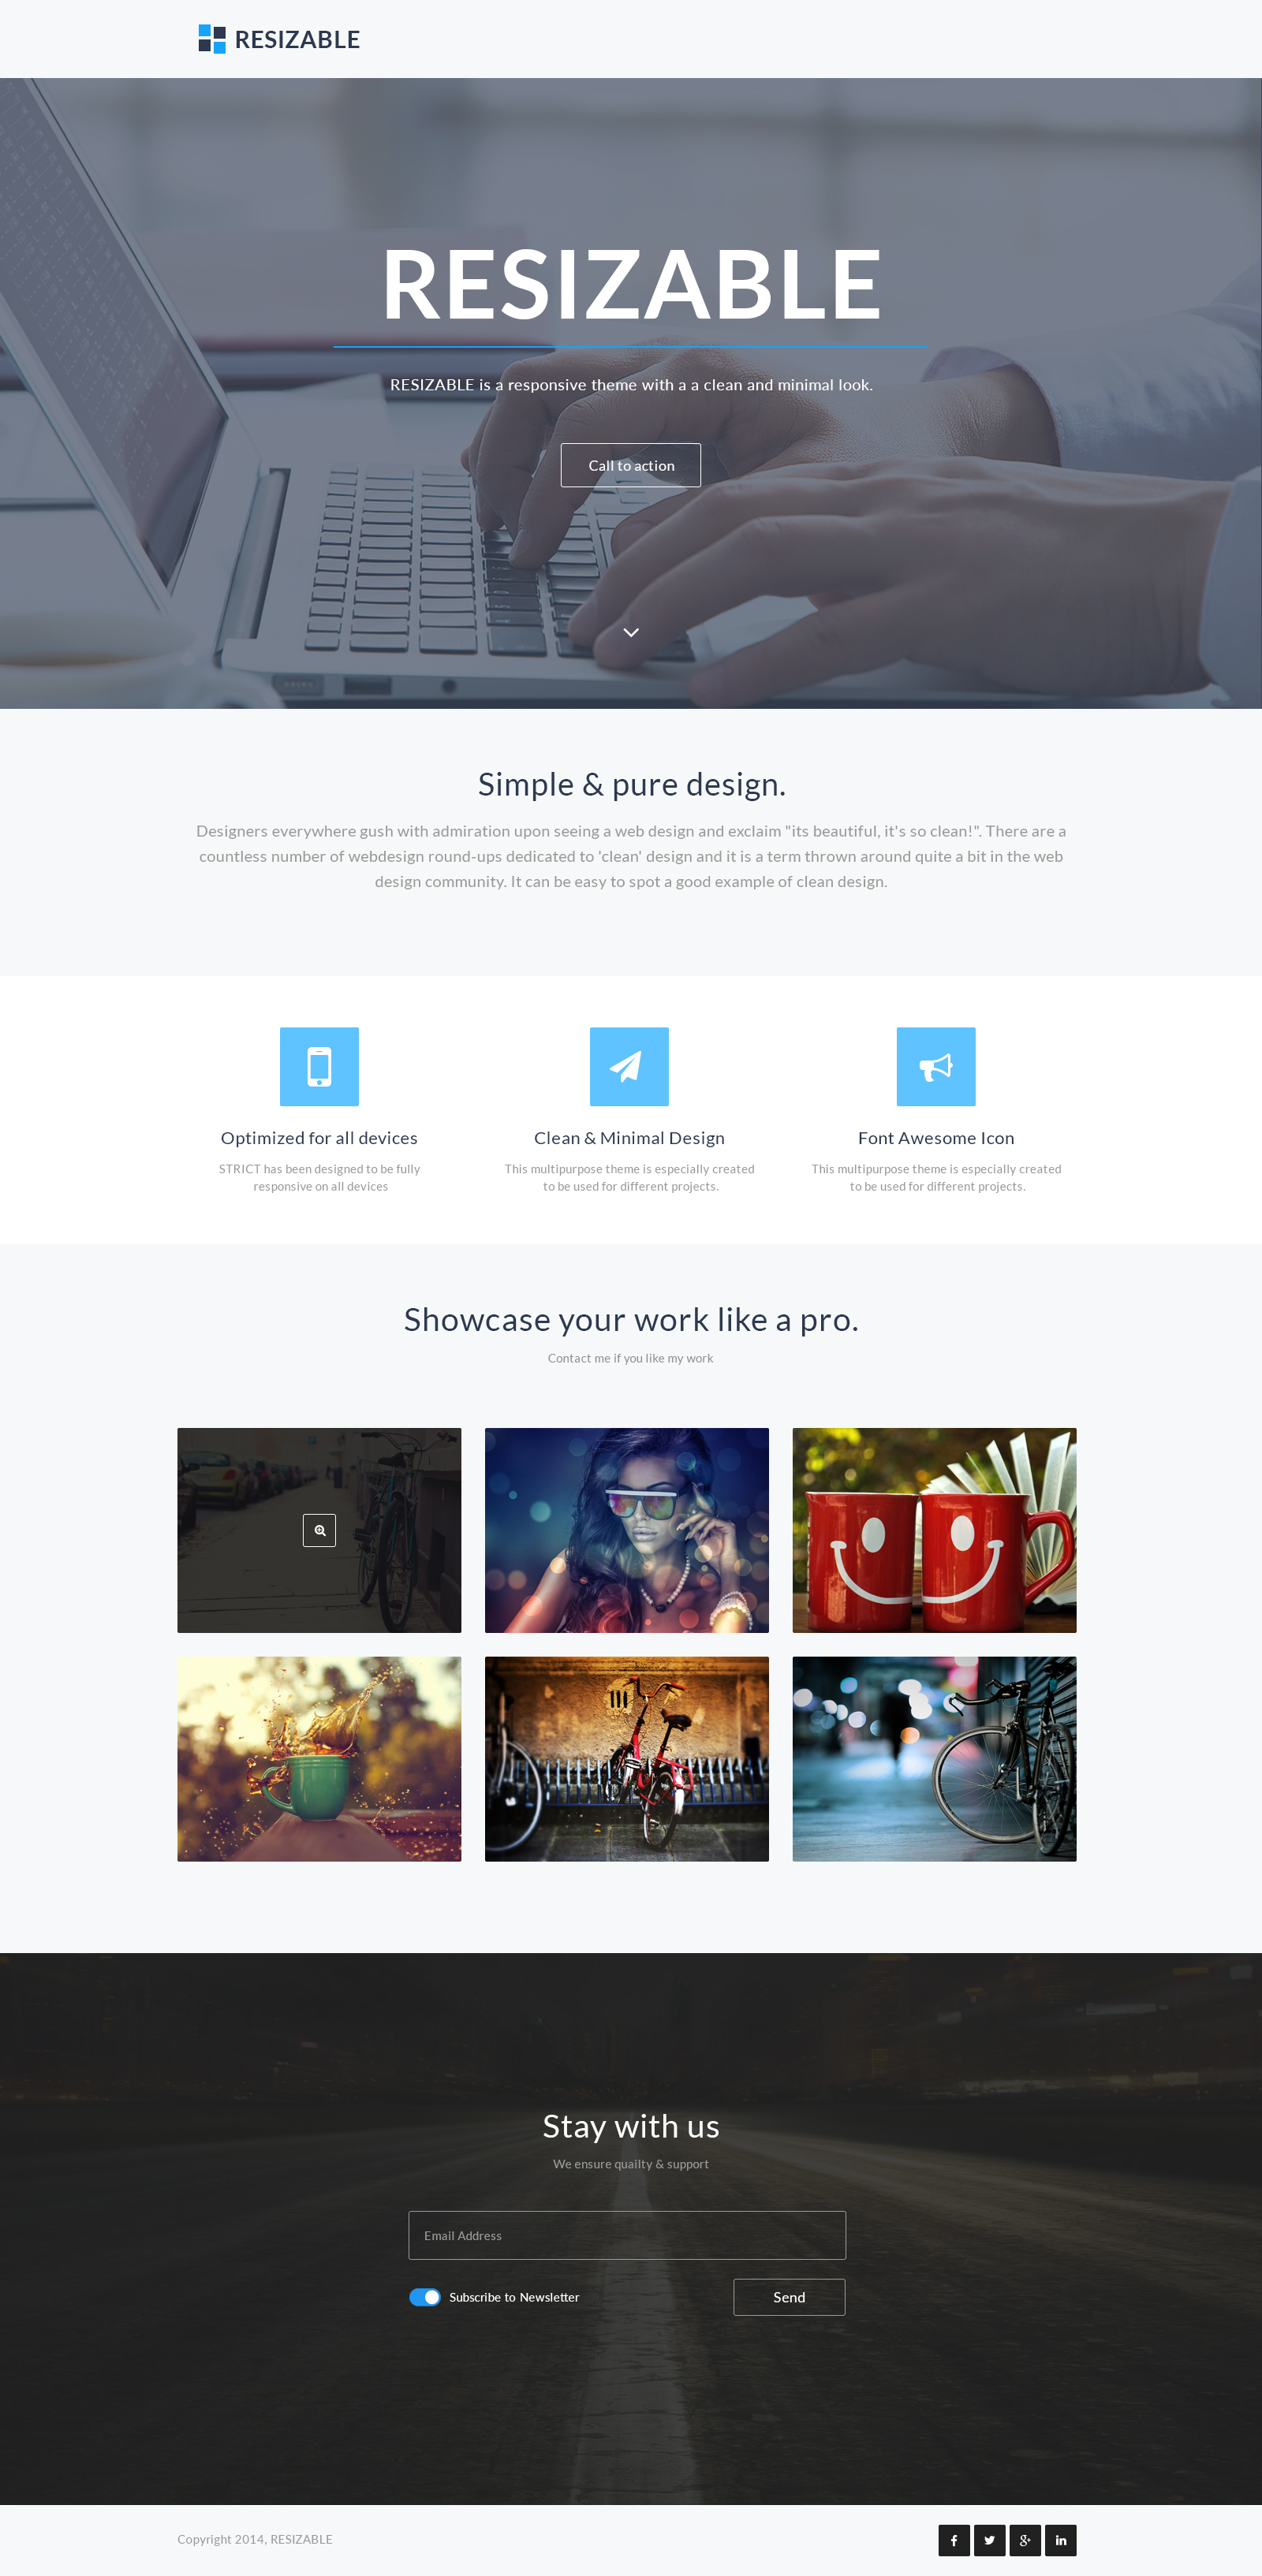 RESIZABLE
RESIZABLE
RESIZABLE is a responsive theme with a a clean and minimal look.
Call to action
Simple & pure design.
Designers everywhere gush with admiration upon seeing a web design and exclaim "its beautiful, it's so clean!". There are a
countless number of webdesign round-ups dedicated to 'clean' design and it is a term thrown around quite a bit in the web
design community. It can be easy to spot a good example of clean design.
Optimized for all devices
STRICT has been designed to be fully
responsive on all devices
Clean & Minimal Design
This multipurpose theme is especially created
to be used for different projects.
Font Awesome Icon
This multipurpose theme is especially created
to be used for different projects.
Showcase your work like a pro.
Contact me if you like my work
Stay with us
We ensure quailty & support
Email Address
Subscribe to Newsletter
Send
Copyright 2014, RESIZABLE